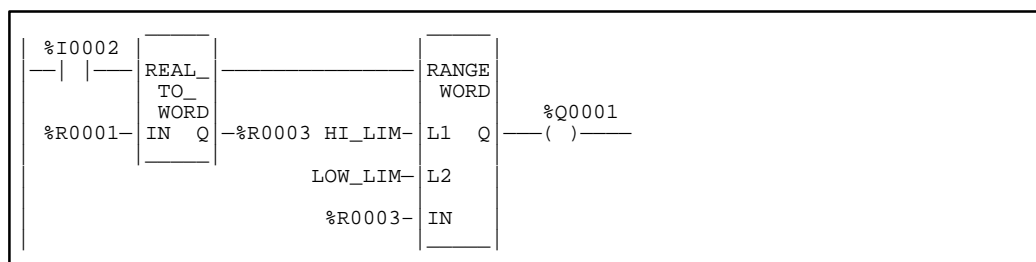 %I0002
REAL_ RANGE
TO_ WORD
WORD %Q0001
%R0001 IN Q %R0003 HI_LIM L1 Q ( )
LOW_LIM L2
%R0003 IN